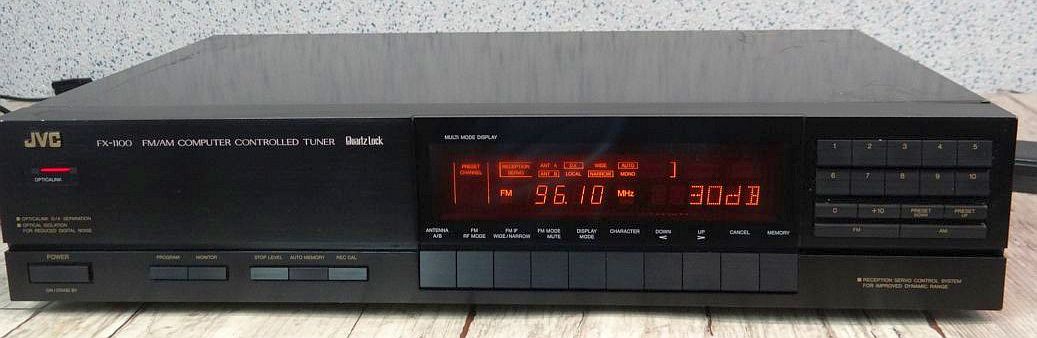 JVC FX-1100 FM/AM COMPUTER CONTROLLED TUNER Quartz Lock
OPTICALINK
■ OPTICALINK D/A SEPARATION
■ OPTICAL ISOLATION
FOR REDUCED DIGITAL NOISE
MULTI MODE DISPLAY
PRESET CHANNEL
RECEPTION SERVO
ANT A DX WIDE AUTO
ANT B LOCAL NARROW MONO
FM 96.10 MHz 30dB
ANTENNA A/B
FM RF MODE
FM IF WIDE/NARROW
FM MODE MUTE
DISPLAY MODE
CHARACTER
DOWN <
UP >
CANCEL
MEMORY
1 2 3 4 5
6 7 8 9 10
0 +10 PRESET DOWN PRESET UP
FM AM
POWER
PROGRAM MONITOR STOP LEVEL AUTO MEMORY REC CAL
■ RECEPTION SERVO CONTROL SYSTEM
FOR IMPROVED DYNAMIC RANGE